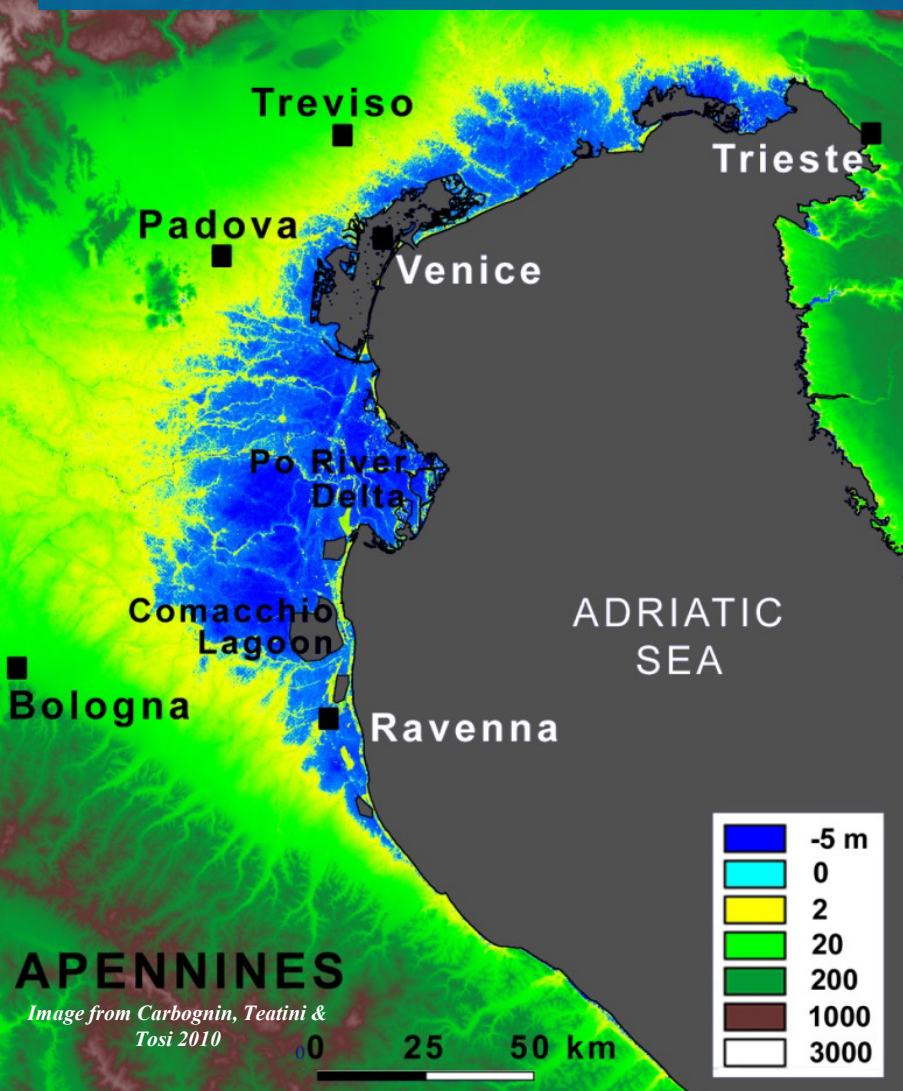 Treviso
Trieste
Padova
Venice
Po River
Delta
Comacchio
Lagoon
ADRIATIC
SEA
Bologna
Ravenna
-5 m
0
2
20
200
1000
3000
APENNINES
Image from Carbognin, Teatini &
Tosi 2010
0 0 25 50 km